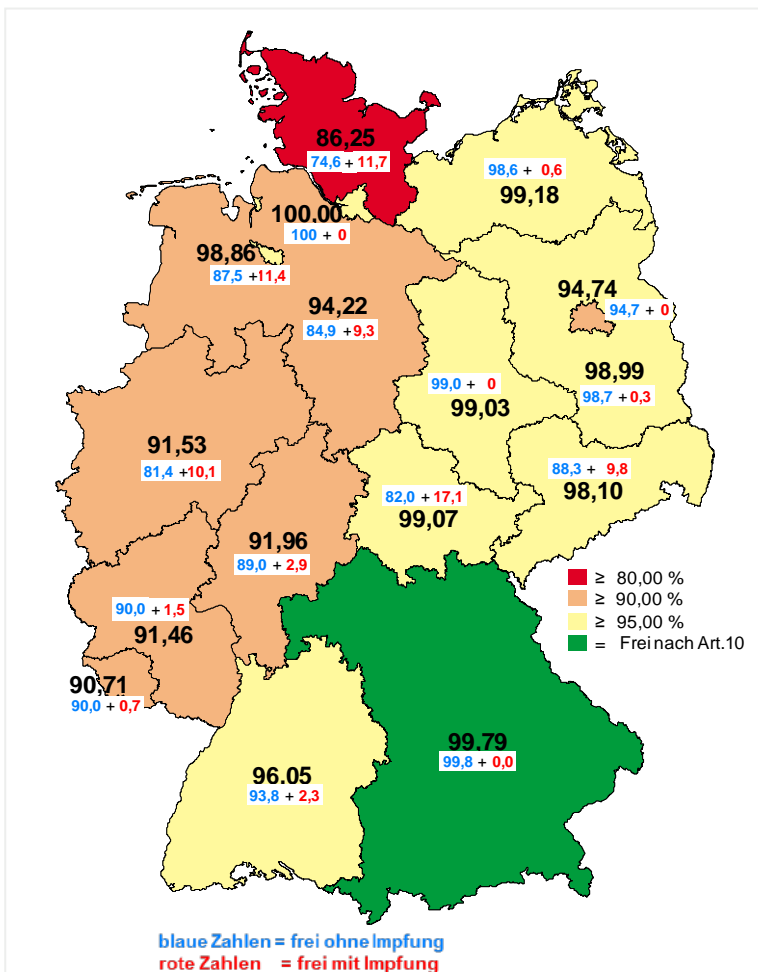 86,25
74,6 + 11,7
98,6 + 0,6
99,18
100,00
100 + 0
98,86
87,5 +11,4
94,22
84,9 + 9,3
94,74
94,7 + 0
98,99
98,7 + 0,3
99,0 + 0
99,03
91,53
81,4 +10,1
88,3 + 9,8
98,10
82,0 + 17,1
99,07
91,96
89,0 + 2,9
90,0 + 1,5
91,46
90,71
90,0 + 0,7
≥ 80,00 %
≥ 90,00 %
≥ 95,00 %
= Frei nach Art.10
99,79
99,8 + 0,0
96,05
93,8 + 2,3
blaue Zahlen = frei ohne Impfung
rote Zahlen = frei mit Impfung